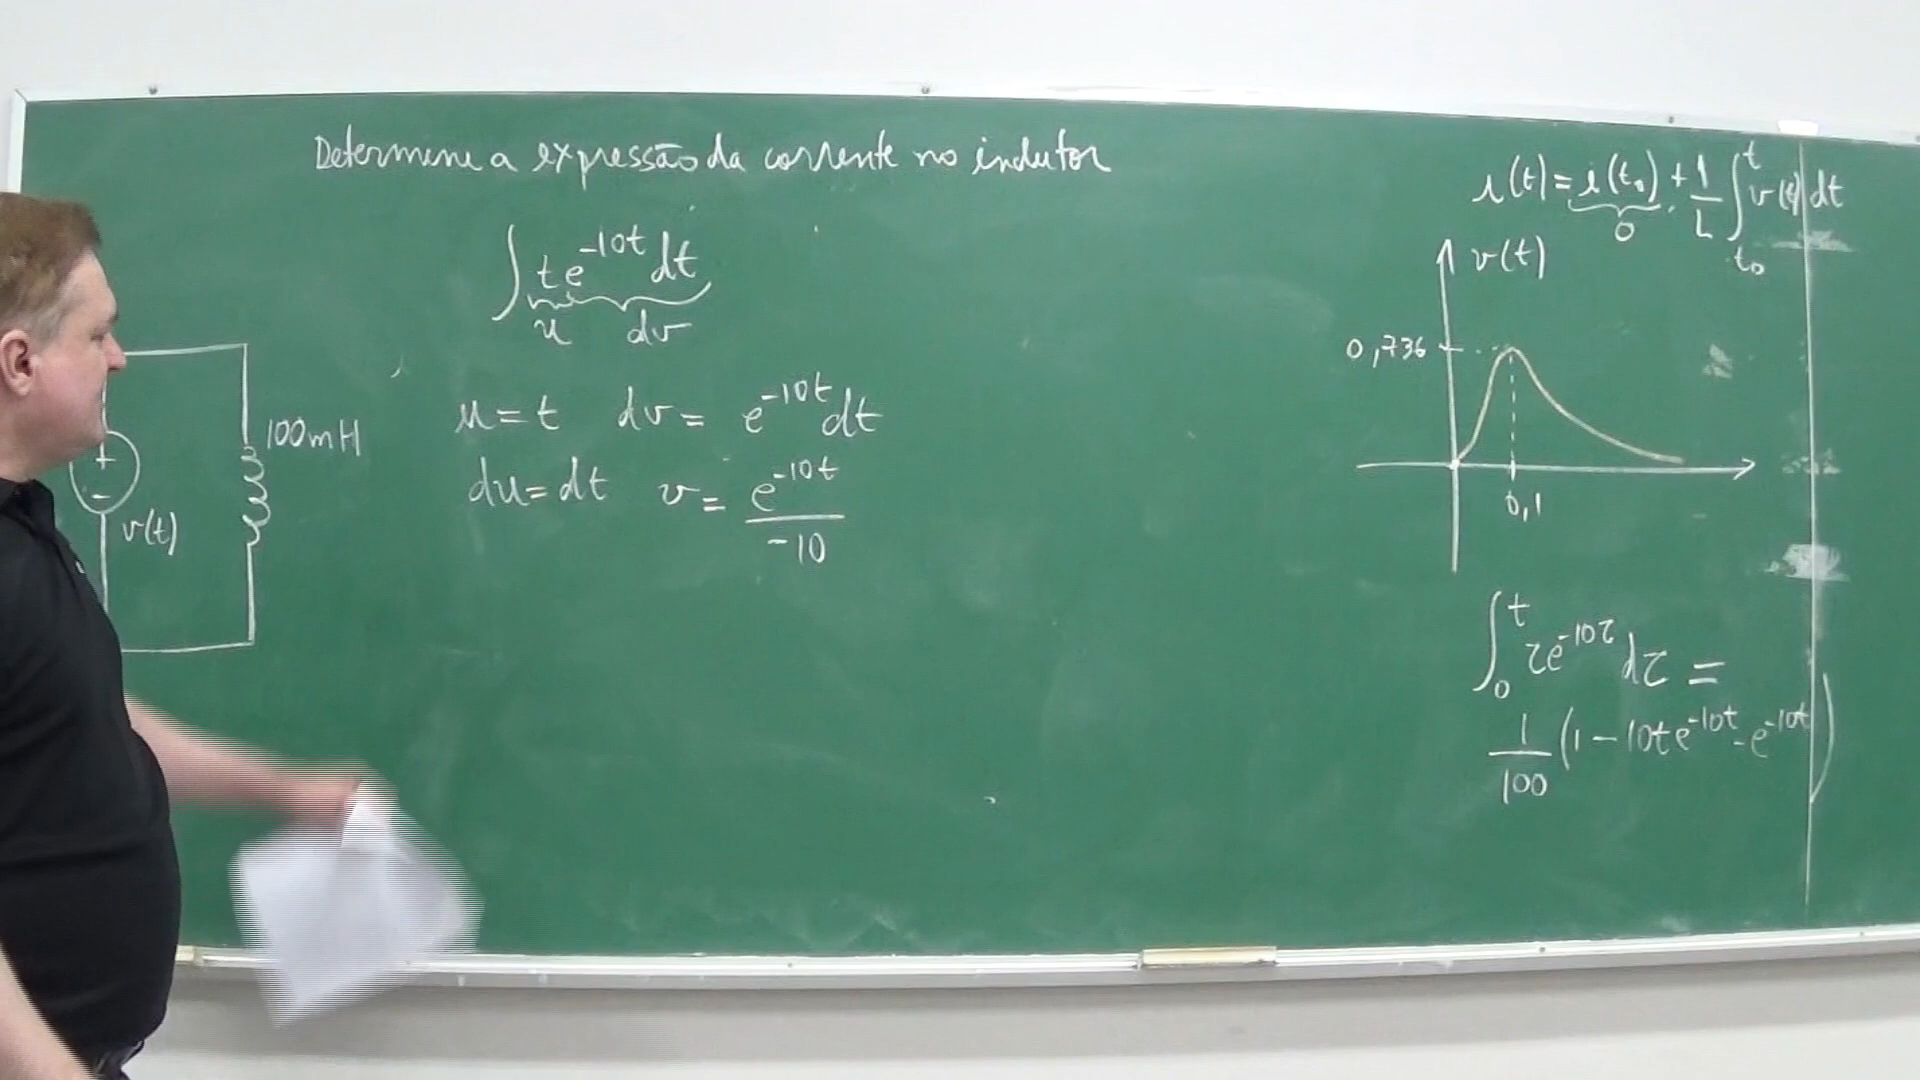 Determine a expressão da corrente no indutor
∫ t e^{-10t} dt
u dv
u = t dv = e^{-10t} dt
du = dt v = e^{-10t} / -10
100mH
+
-
v(t)
i(t) = i(t₀) + 1/L ∫_{t₀}^{t} v(t) dt
0
v(t)
0,736
0,1
∫_0^t τe^{-10τ} dτ =
1/100 (1 - 10te^{-10t} - e^{-10t})